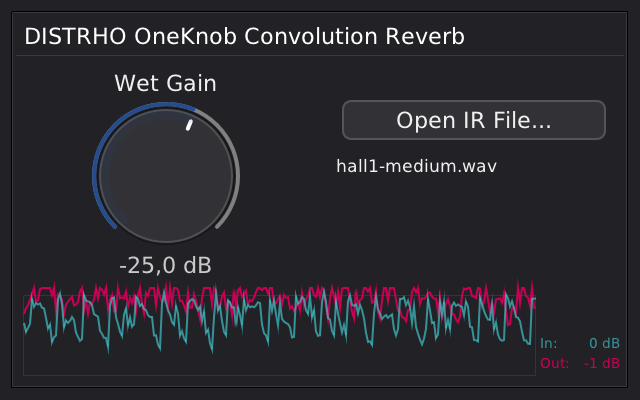 DISTRHO OneKnob Convolution Reverb
Wet Gain
Open IR File...
hall1-medium.wav
-25,0 dB
In: 0 dB
Out: -1 dB